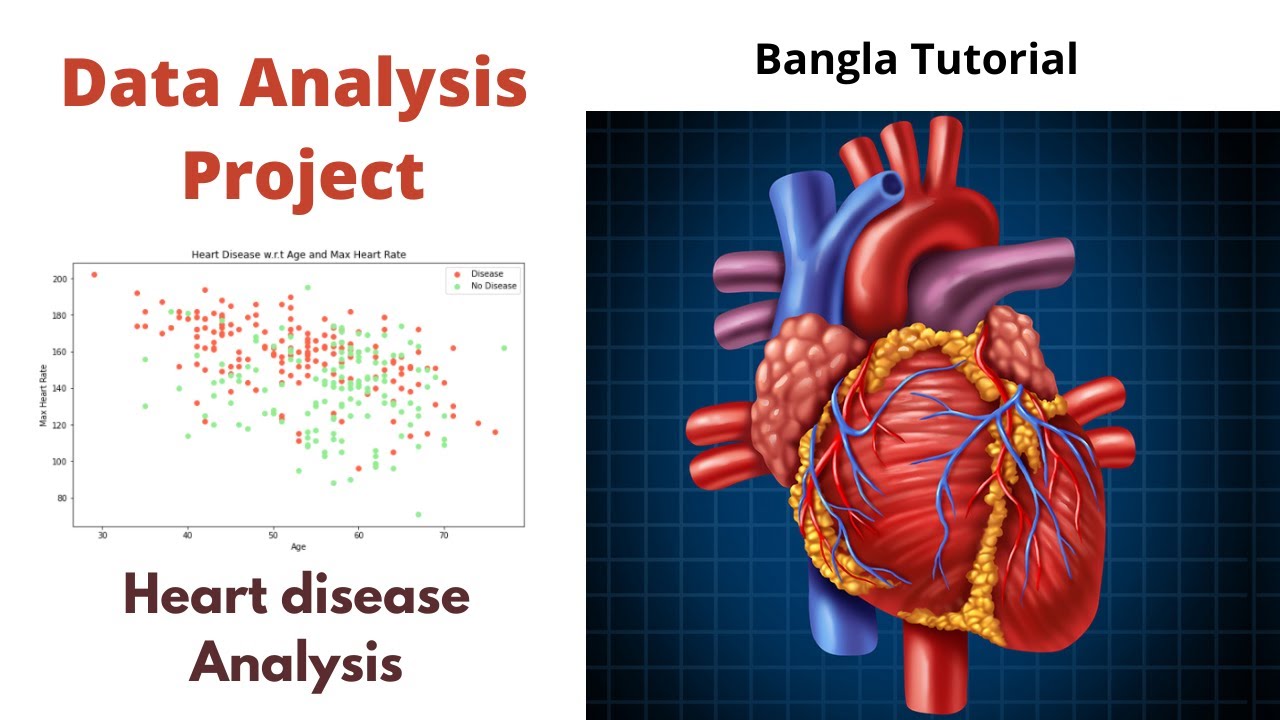 Data Analysis
Project
Bangla Tutorial
Heart Disease w.r.t Age and Max Heart Rate
Disease
No Disease
Max Heart Rate
200
180
160
140
120
100
80
30 40 50 60 70
Age
Heart disease
Analysis